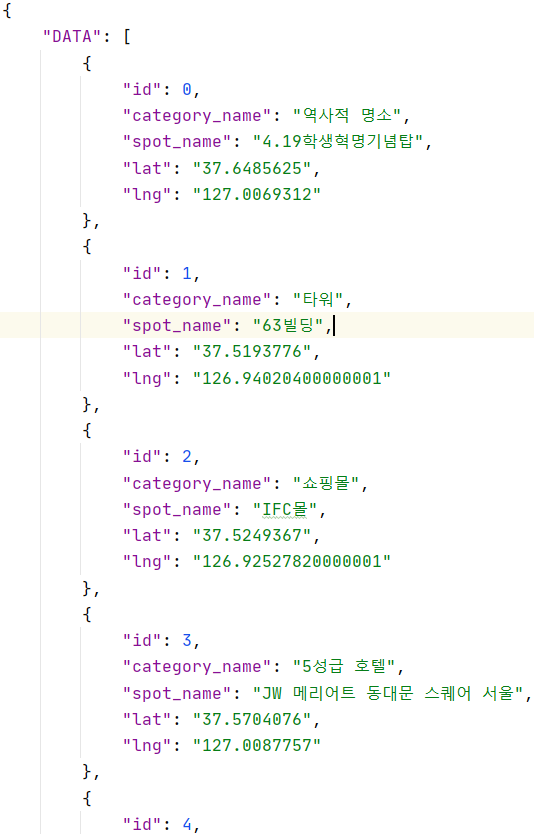 {
"DATA": [
{
"id": 0,
"category_name": "역사적 명소",
"spot_name": "4.19학생혁명기념탑",
"lat": "37.6485625",
"lng": "127.0069312"
},
{
"id": 1,
"category_name": "타워",
"spot_name": "63빌딩",
"lat": "37.5193776",
"lng": "126.94020400000001"
},
{
"id": 2,
"category_name": "쇼핑몰",
"spot_name": "IFC몰",
"lat": "37.5249367",
"lng": "126.92527820000001"
},
{
"id": 3,
"category_name": "5성급 호텔",
"spot_name": "JW 메리어트 동대문 스퀘어 서울",
"lat": "37.5704076",
"lng": "127.0087757"
},
{
"id": 4,